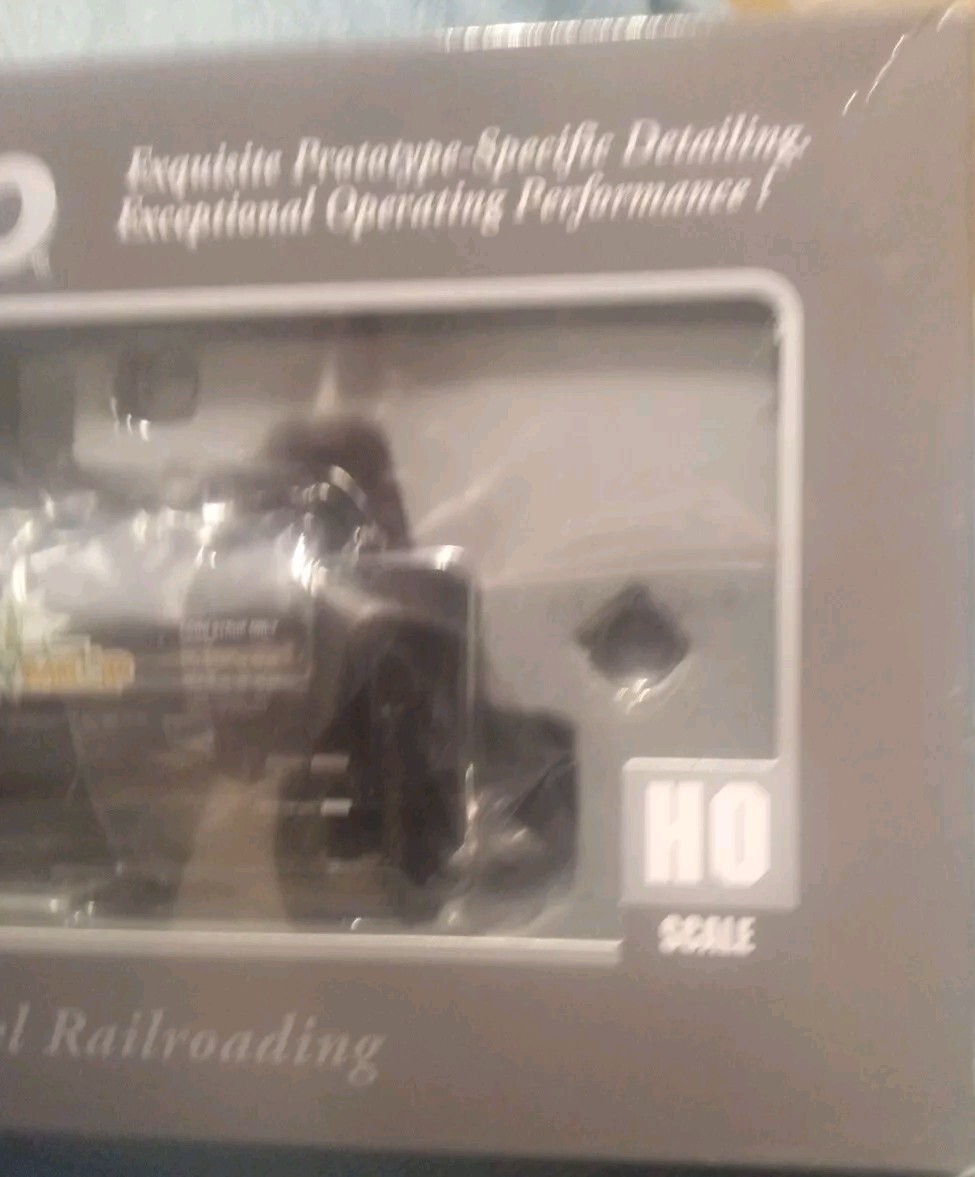 Exquisite Prototype-Specific Detailing,
Exceptional Operating Performance!
HO
SCALE
Railroading